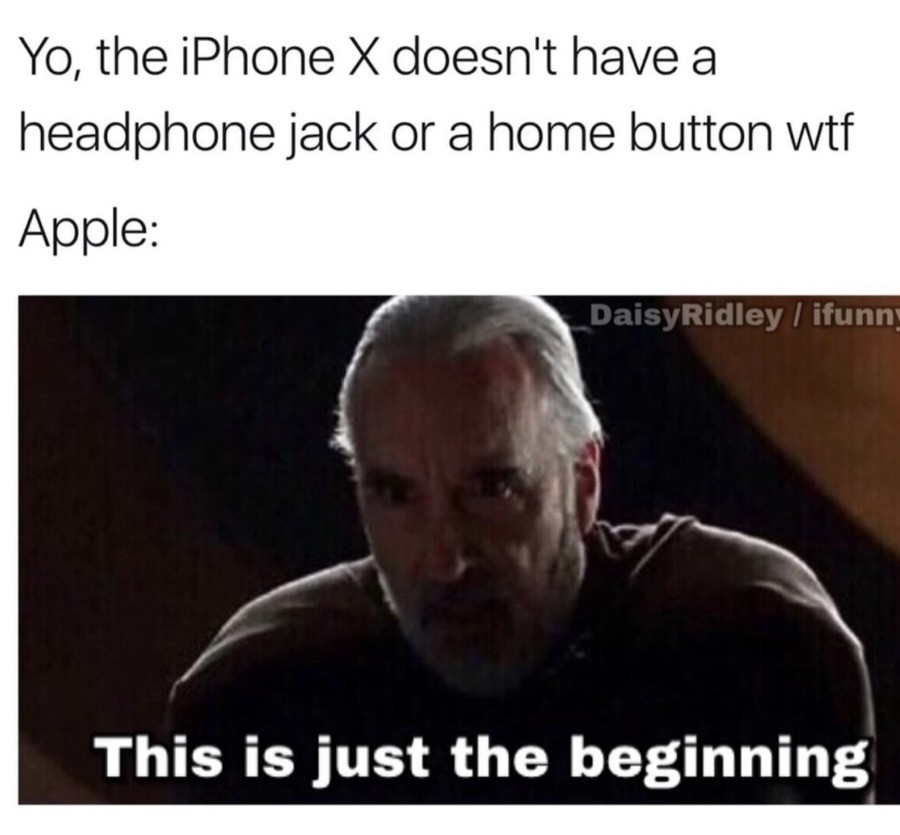 Yo, the iPhone X doesn't have a
headphone jack or a home button wtf
Apple:
DaisyRidley / ifunny
This is just the beginning